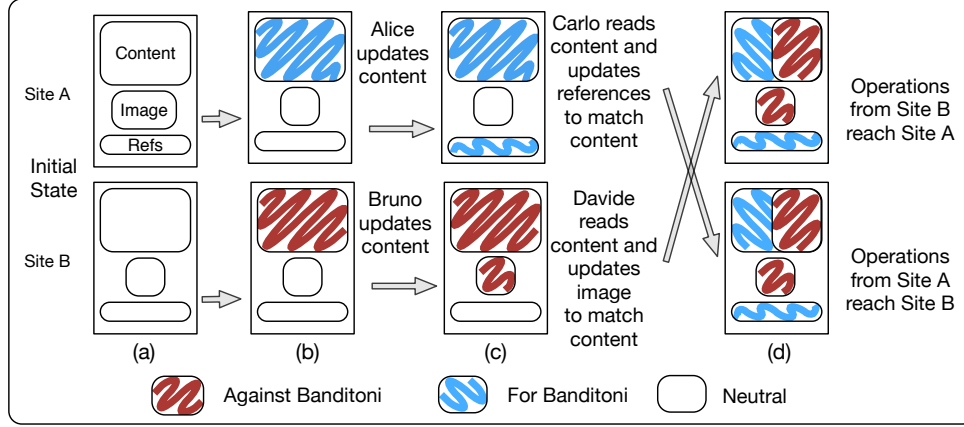 Content
Image
Refs
Site A
Initial
State
Site B
Alice
updates
content
Bruno
updates
content
Carlo reads
content and
updates
references
to match
content
Davide
reads
content and
updates
image
to match
content
Operations
from Site B
reach Site A
Operations
from Site A
reach Site B
(a)
(b)
(c)
(d)
Against Banditoni
For Banditoni
Neutral